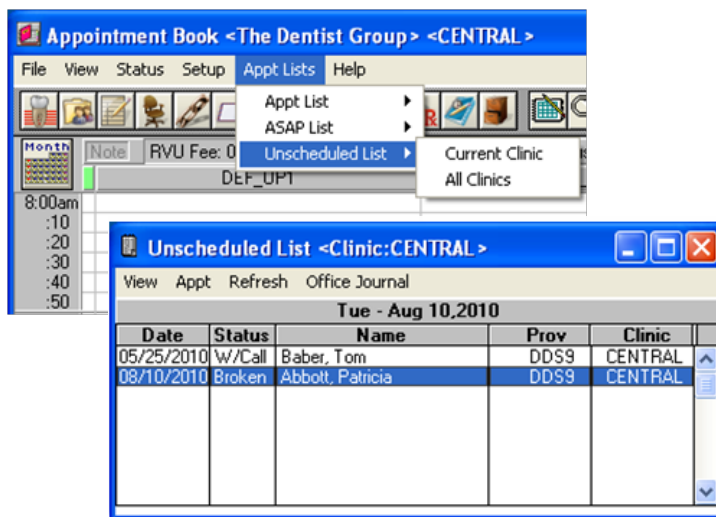 Appointment Book <The Dentist Group> <CENTRAL>
File View Status Setup Appt Lists Help
Appt List
ASAP List
Unscheduled List
Current Clinic
All Clinics
Month
Note RVU Fee: 0
DEF_OP1
8:00am
:10
:20
:30
:40
:50
Unscheduled List <Clinic:CENTRAL>
View Appt Refresh Office Journal
Tue - Aug 10,2010
Date Status Name Prov Clinic
05/25/2010 W/Call Baber, Tom DDS9 CENTRAL
08/10/2010 Broken Abbott, Patricia DDS9 CENTRAL